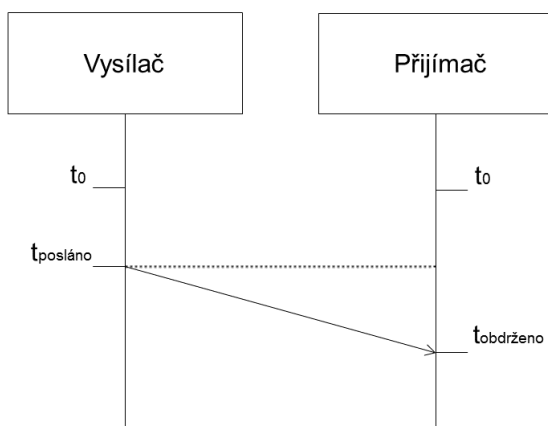 Vysílač
Přijímač
t0
t0
tposláno
tobdrženo